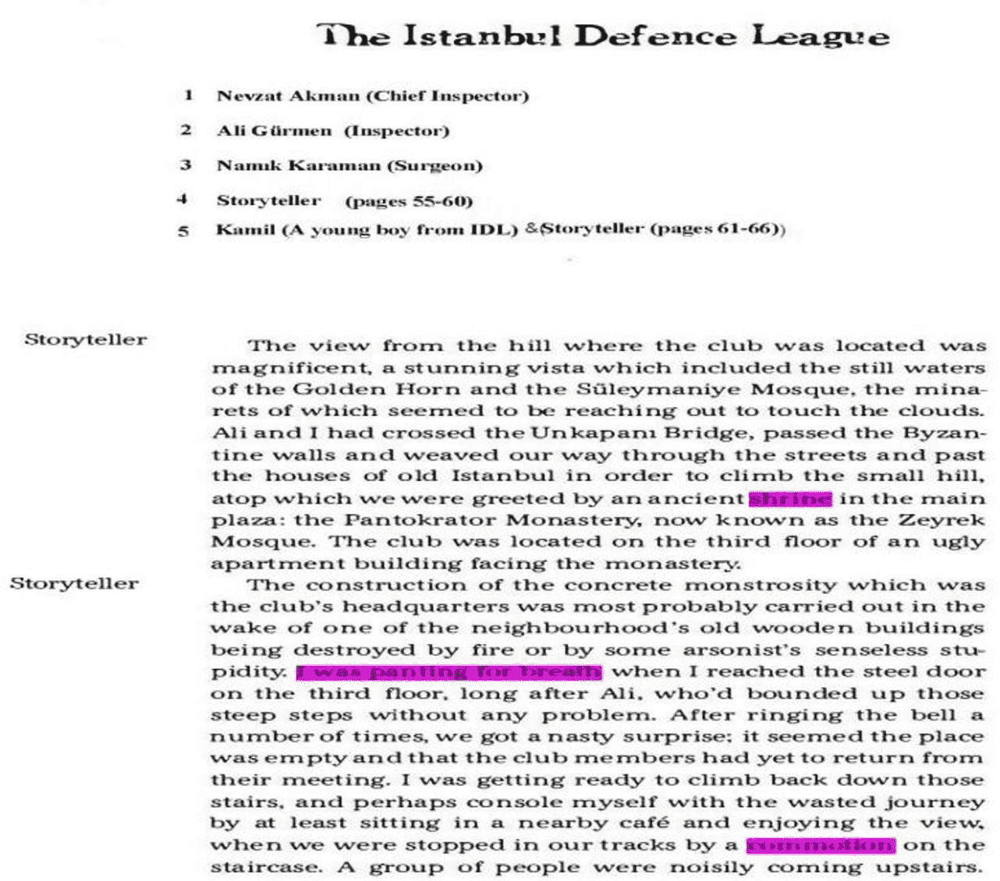 The Istanbul Defence League
1 Nevzat Akman (Chief Inspector)
2 Ali Gürmen (Inspector)
3 Namık Karaman (Surgeon)
4 Storyteller (pages 55-60)
5 Kamil (A young boy from IDL) &(Storyteller (pages 61-66))
Storyteller
The view from the hill where the club was located was
magnificent, a stunning vista which included the still waters
of the Golden Horn and the Süleymaniye Mosque, the mina-
rets of which seemed to be reaching out to touch the clouds.
Ali and I had crossed the Unkapanı Bridge, passed the Byzan-
tine walls and weaved our way through the streets and past
the houses of old Istanbul in order to climb the small hill,
atop which we were greeted by an ancient shrine in the main
plaza: the Pantokrator Monastery, now known as the Zeyrek
Mosque. The club was located on the third floor of an ugly
apartment building facing the monastery.
Storyteller
The construction of the concrete monstrosity which was
the club's headquarters was most probably carried out in the
wake of one of the neighbourhood's old wooden buildings
being destroyed by fire or by some arsonist's senseless stu-
pidity. I was panting for breath when I reached the steel door
on the third floor, long after Ali, who'd bounded up those
steep steps without any problem. After ringing the bell a
number of times, we got a nasty surprise; it seemed the place
was empty and that the club members had yet to return from
their meeting. I was getting ready to climb back down those
stairs, and perhaps console myself with the wasted journey
by at least sitting in a nearby café and enjoying the view,
when we were stopped in our tracks by a commotion on the
staircase. A group of people were noisily coming upstairs.